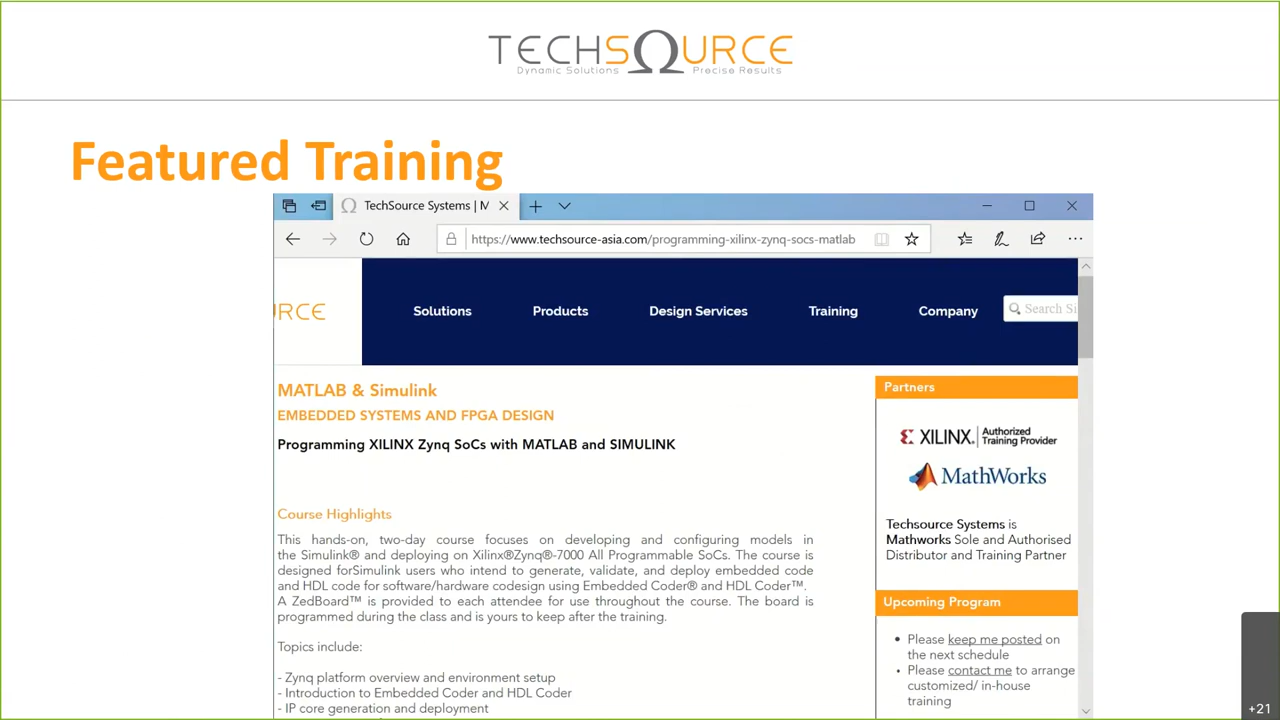 TECHSOURCE
Dynamic Solutions Precise Results
Featured Training
TechSource Systems | M
https://www.techsource-asia.com/programming-xilinx-zynq-socs-matlab
URCE
Solutions Products Design Services Training Company Search Si
MATLAB & Simulink
EMBEDDED SYSTEMS AND FPGA DESIGN
Programming XILINX Zynq SoCs with MATLAB and SIMULINK
Course Highlights
This hands-on, two-day course focuses on developing and configuring models in
the Simulink® and deploying on Xilinx®Zynq®-7000 All Programmable SoCs. The course is
designed forSimulink users who intend to generate, validate, and deploy embedded code
and HDL code for software/hardware codesign using Embedded Coder® and HDL Coder™.
A ZedBoard™ is provided to each attendee for use throughout the course. The board is
programmed during the class and is yours to keep after the training.
Topics include:
- Zynq platform overview and environment setup
- Introduction to Embedded Coder and HDL Coder
- IP core generation and deployment
Partners
XILINX. Authorized
Training Provider
MathWorks
Techsource Systems is
Mathworks Sole and Authorised
Distributor and Training Partner
Upcoming Program
• Please keep me posted on
the next schedule
• Please contact me to arrange
customized/ in-house
training
+21